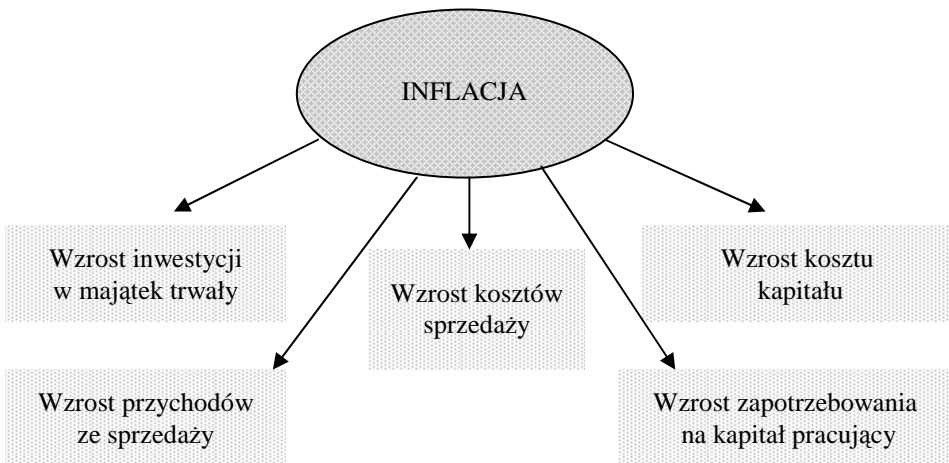 INFLACJA
Wzrost inwestycji
w majątek trwały
Wzrost kosztów
sprzedaży
Wzrost kosztu
kapitału
Wzrost przychodów
ze sprzedaży
Wzrost zapotrzebowania
na kapitał pracujący